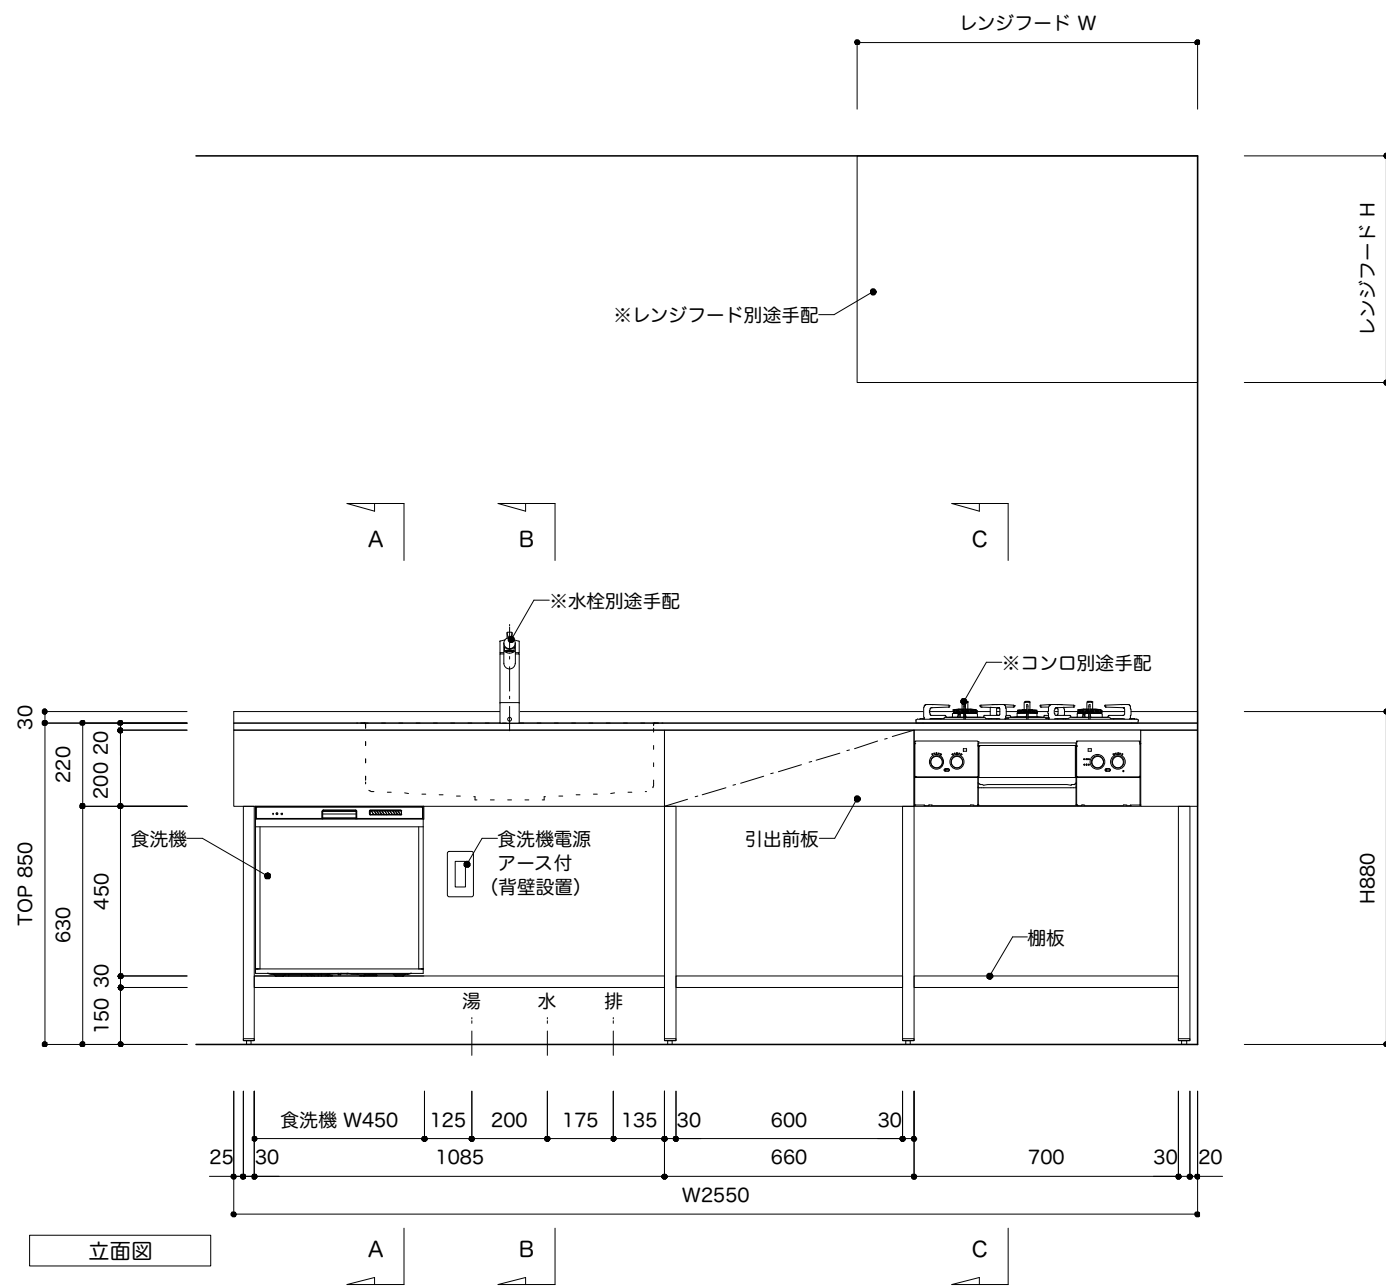 レンジフード W
レンジフード H
※レンジフード別途手配
A
B
C
※水栓別途手配
※コンロ別途手配
30
220
200 20
食洗機
食洗機電源
アース付
（背壁設置）
引出前板
TOP 850
630
450
H880
棚板
30
150
湯
水
排
食洗機 W450
125
200
175
135
30
600
30
25
30
1085
660
700
30
20
W2550
立面図
A
B
C